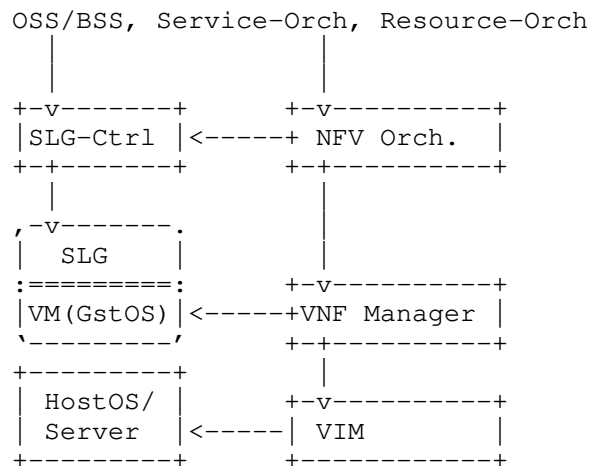 OSS/BSS, Service-Orch, Resource-Orch
SLG-Ctrl NFV Orch.
SLG
VM(GstOS) VNF Manager
HostOS/
Server VIM